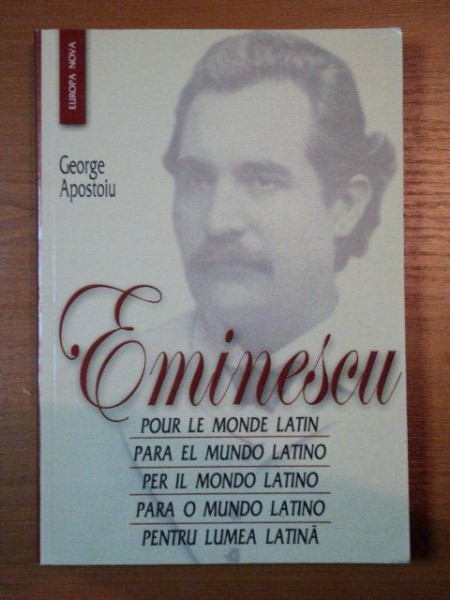 EUROPA NOVA
George
Apostoiu
Eminescu
POUR LE MONDE LATIN
PARA EL MUNDO LATINO
PER IL MONDO LATINO
PARA O MUNDO LATINO
PENTRU LUMEA LATINĂ